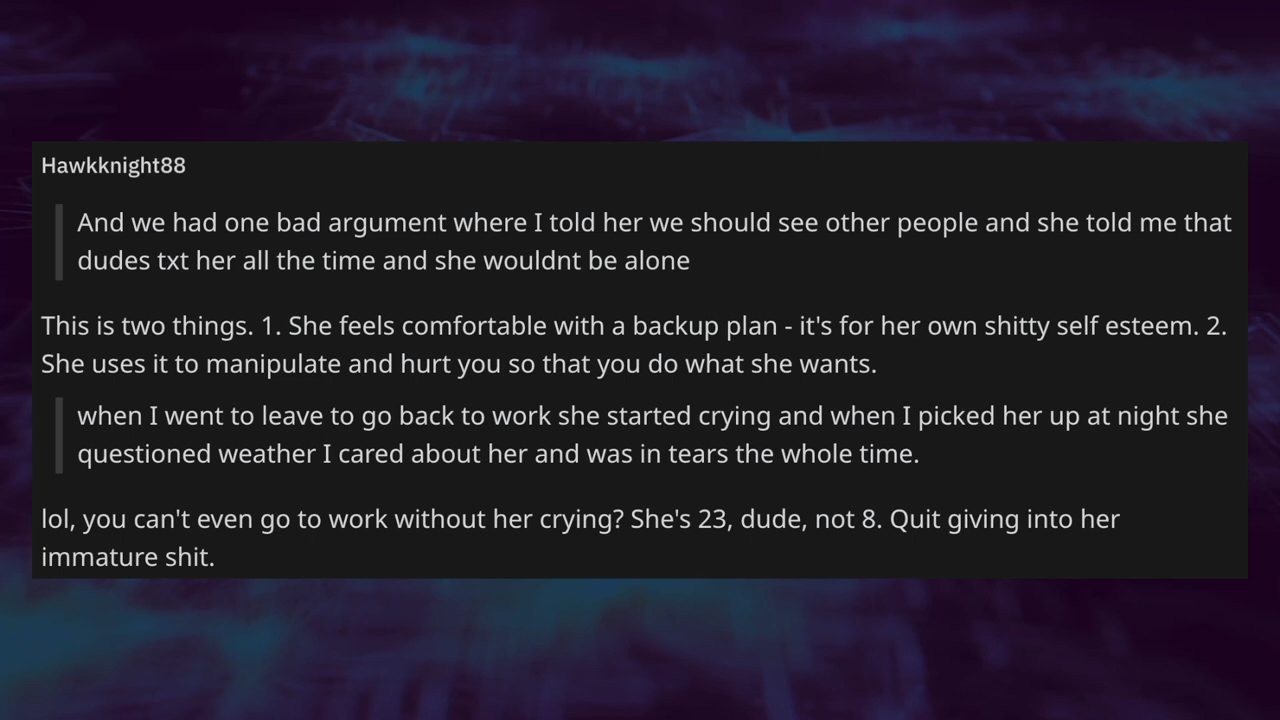 Hawkknight88
And we had one bad argument where I told her we should see other people and she told me that
dudes txt her all the time and she wouldnt be alone
This is two things. 1. She feels comfortable with a backup plan - it's for her own shitty self esteem. 2.
She uses it to manipulate and hurt you so that you do what she wants.
when I went to leave to go back to work she started crying and when I picked her up at night she
questioned weather I cared about her and was in tears the whole time.
lol, you can't even go to work without her crying? She's 23, dude, not 8. Quit giving into her
immature shit.